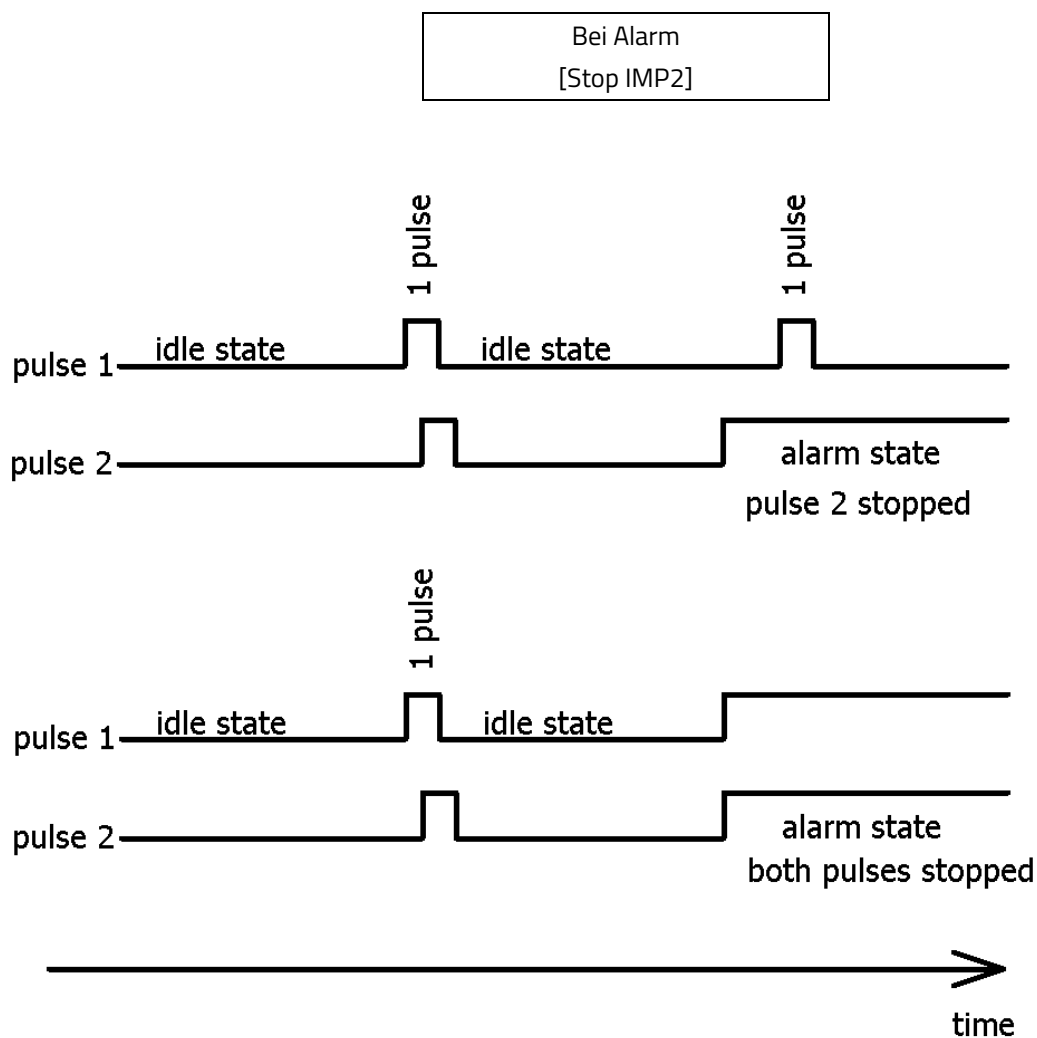 Bei Alarm
[Stop IMP2]
1 pulse
1 pulse
idle state
idle state
pulse 1
pulse 2
alarm state
pulse 2 stopped
1 pulse
idle state
idle state
pulse 1
pulse 2
alarm state
both pulses stopped
time